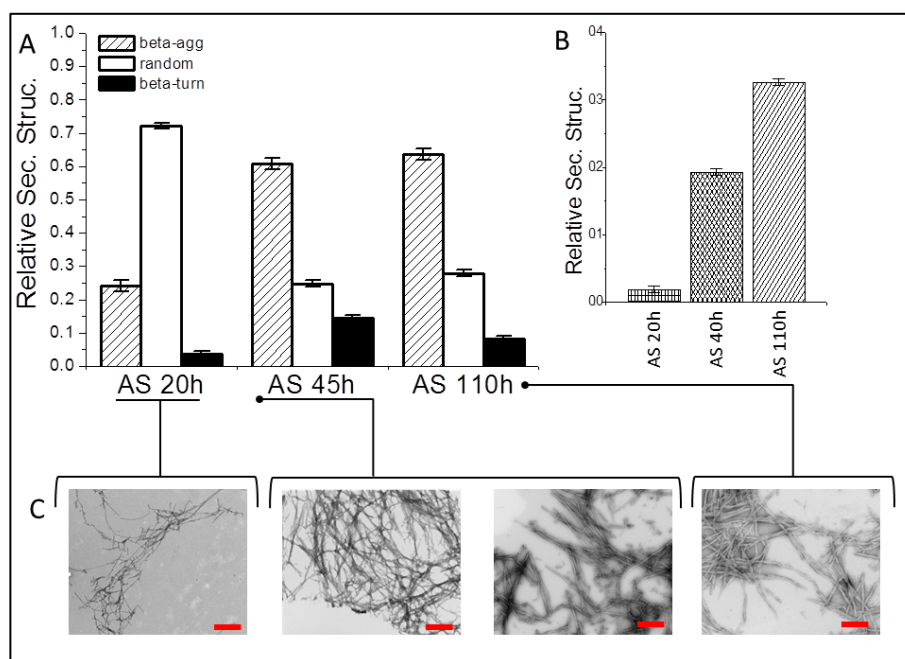 A
beta-agg
random
beta-turn
Relative Sec. Struc.
1.0
0.9
0.8
0.7
0.6
0.5
0.4
0.3
0.2
0.1
0.0
AS 20h
AS 45h
AS 110h
B
Relative Sec. Struc.
03
02
01
00
AS 20h
AS 40h
AS 110h
C